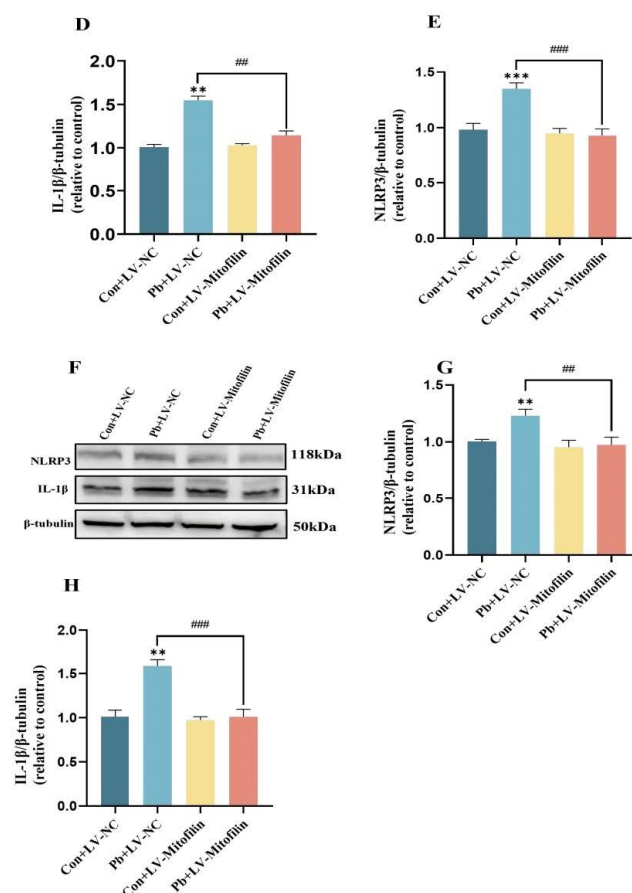 D
IL-1β/β-tubulin
(relative to control)
2.0
1.5
1.0
0.5
0.0
**
##
Con+LV-NC
Pb+LV-NC
Con+LV-Mitofilin
Pb+LV-Mitofilin
E
NLRP3/β-tubulin
(relative to control)
1.5
1.0
0.5
0.0
***
###
Con+LV-NC
Pb+LV-NC
Con+LV-Mitofilin
Pb+LV-Mitofilin
F
Con+LV-NC
Pb+LV-NC
Con+LV-Mitofilin
Pb+LV-Mitofilin
NLRP3 118kDa
IL-1β 31kDa
β-tubulin 50kDa
G
NLRP3/β-tubulin
(relative to control)
1.5
1.0
0.5
0.0
**
##
Con+LV-NC
Pb+LV-NC
Con+LV-Mitofilin
Pb+LV-Mitofilin
H
IL-1β/β-tubulin
(relative to control)
2.0
1.5
1.0
0.5
0.0
**
###
Con+LV-NC
Pb+LV-NC
Con+LV-Mitofilin
Pb+LV-Mitofilin